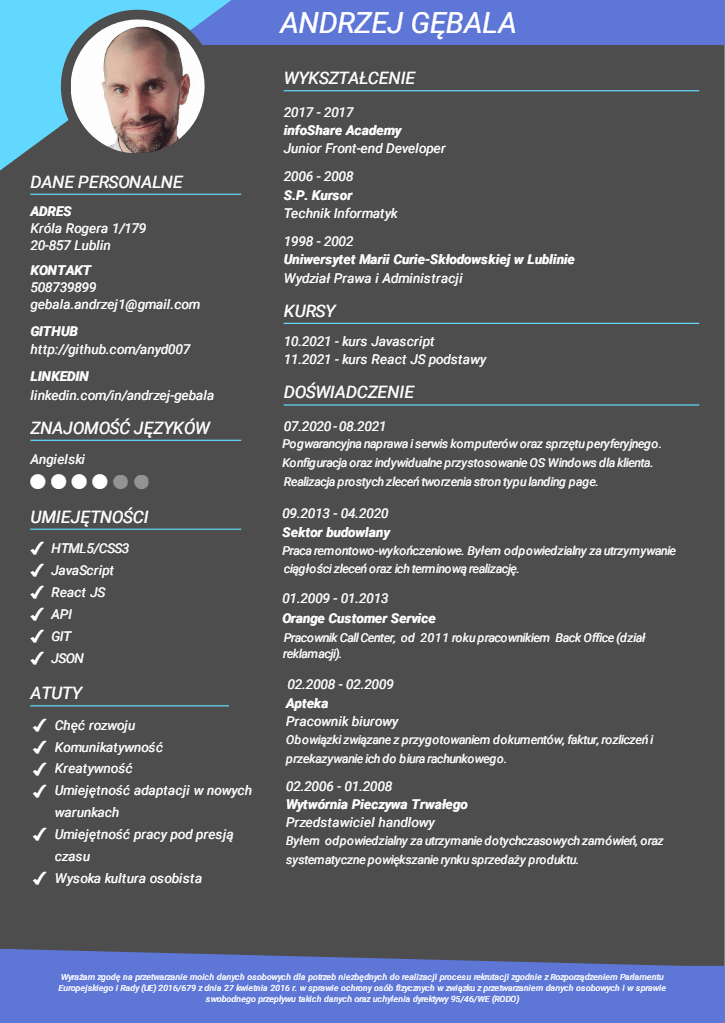 ANDRZEJ GĘBALA
DANE PERSONALNE
ADRES
Króla Rogera 1/179
20-857 Lublin
KONTAKT
508739899
gebala.andrzej1@gmail.com
GITHUB
http://github.com/anyd007
LINKEDIN
linkedin.com/in/andrzej-gebala
ZNAJOMOŚĆ JĘZYKÓW
Angielski
UMIEJĘTNOŚCI
HTML5/CSS3
JavaScript
React JS
API
GIT
JSON
ATUTY
Chęć rozwoju
Komunikatywność
Kreatywność
Umiejętność adaptacji w nowych
warunkach
Umiejętność pracy pod presją
czasu
Wysoka kultura osobista
WYKSZTAŁCENIE
2017 - 2017
infoShare Academy
Junior Front-end Developer
2006 - 2008
S.P. Kursor
Technik Informatyk
1998 - 2002
Uniwersytet Marii Curie-Skłodowskiej w Lublinie
Wydział Prawa i Administracji
KURSY
10.2021 - kurs Javascript
11.2021 - kurs React JS podstawy
DOŚWIADCZENIE
07.2020 - 08.2021
Pogwarancyjna naprawa i serwis komputerów oraz sprzętu peryferyjnego.
Konfiguracja oraz indywidualne przystosowanie OS Windows dla klienta.
Realizacja prostych zleceń tworzenia stron typu landing page.
09.2013 - 04.2020
Sektor budowlany
Praca remontowo-wykończeniowe. Byłem odpowiedzialny za utrzymywanie
ciągłości zleceń oraz ich terminową realizację.
01.2009 - 01.2013
Orange Customer Service
Pracownik Call Center, od 2011 roku pracownikiem Back Office (dział
reklamacji).
02.2008 - 02.2009
Apteka
Pracownik biurowy
Obowiązki związane z przygotowaniem dokumentów, faktur, rozliczeń i
przekazywanie ich do biura rachunkowego.
02.2006 - 01.2008
Wytwórnia Pieczywa Trwałego
Przedstawiciel handlowy
Byłem odpowiedzialny za utrzymanie dotychczasowych zamówień, oraz
systematyczne powiększanie rynku sprzedaży produktu.
Wyrażam zgodę na przetwarzanie moich danych osobowych dla potrzeb niezbędnych do realizacji procesu rekrutacji zgodnie z Rozporządzeniem Parlamentu
Europejskiego i Rady (UE) 2016/679 z dnia 27 kwietnia 2016 r. w sprawie ochrony osób fizycznych w związku z przetwarzaniem danych osobowych i w sprawie
swobodnego przepływu takich danych oraz uchylenia dyrektywy 95/46/WE (RODO)